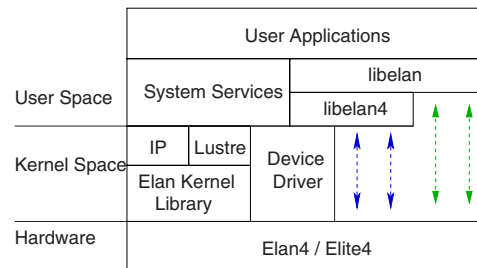 User Applications
libelan
System Services
User Space
libelan4
IP
Lustre
Device
Driver
Kernel Space
Elan Kernel
Library
Hardware
Elan4 / Elite4